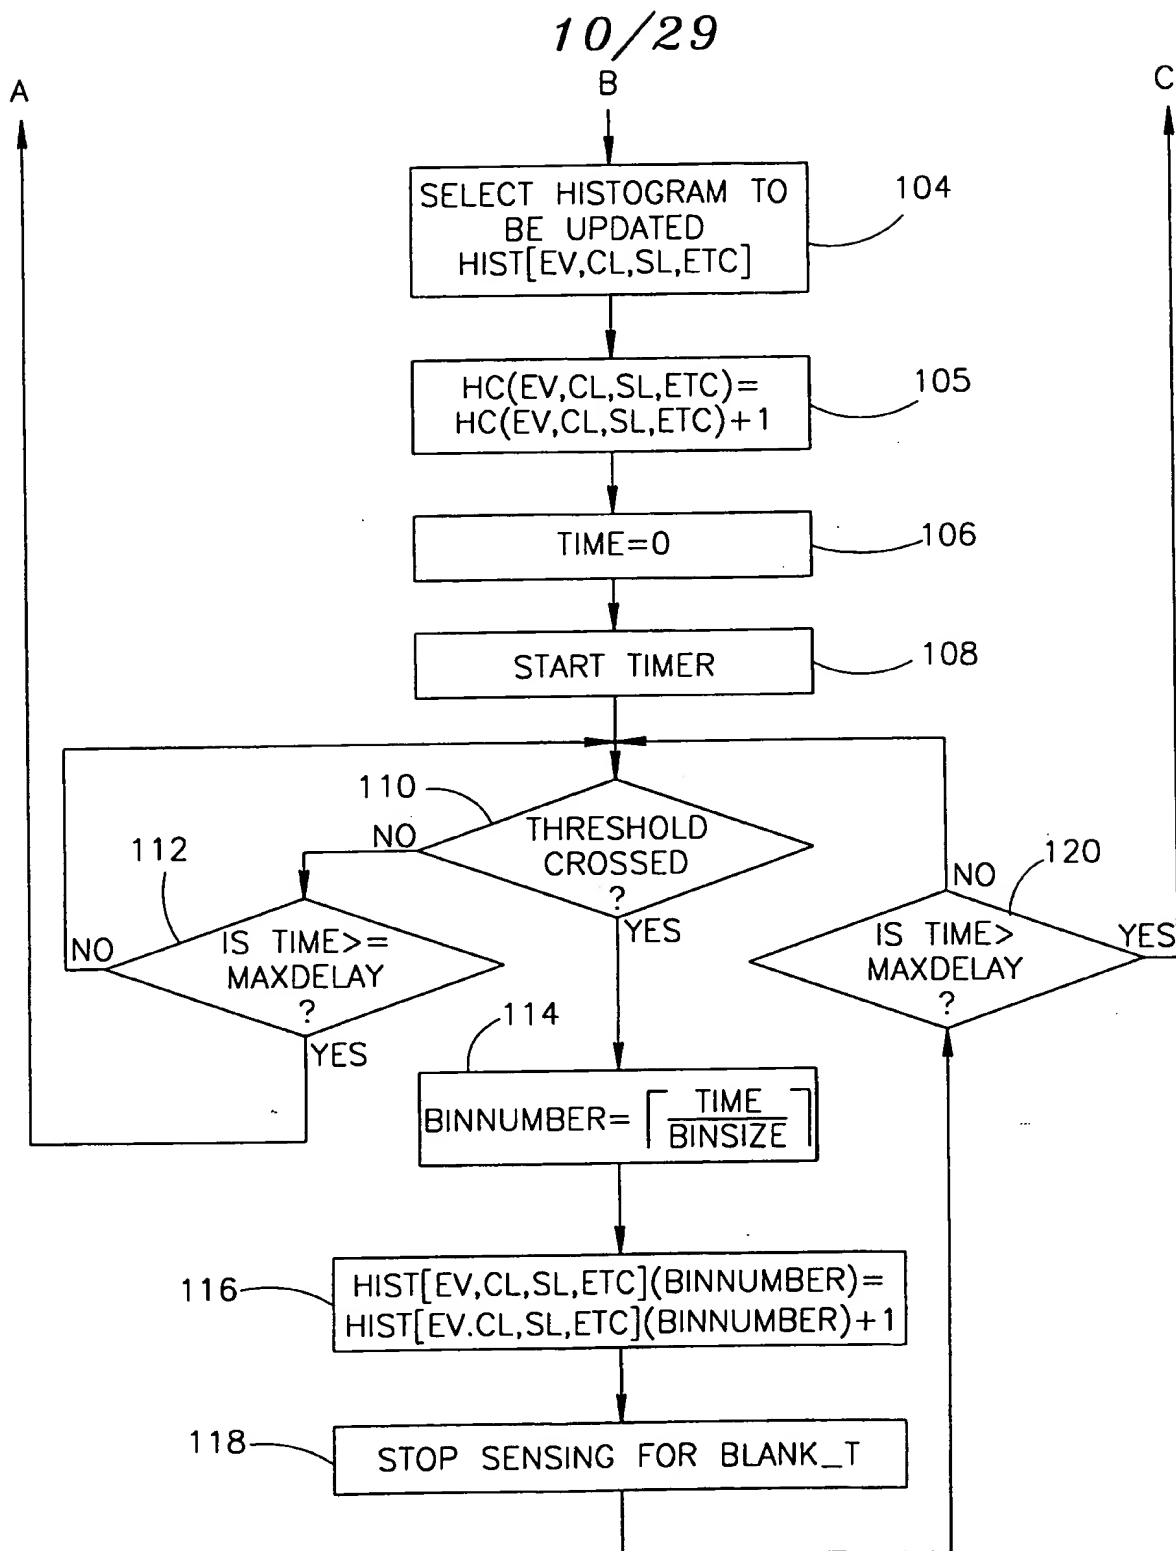 10/29
A
B
C
SELECT HISTOGRAM TO
BE UPDATED
HIST[EV,CL,SL,ETC]
104
HC(EV,CL,SL,ETC)=
HC(EV,CL,SL,ETC)+1
105
TIME=0
106
START TIMER
108
110
THRESHOLD
CROSSED
?
NO
YES
112
IS TIME>=
MAXDELAY
?
NO
YES
120
IS TIME>
MAXDELAY
?
NO
YES
114
BINNUMBER=⌈TIME
BINSIZE⌉
116
HIST[EV,CL,SL,ETC](BINNUMBER)=
HIST[EV.CL,SL,ETC](BINNUMBER)+1
118
STOP SENSING FOR BLANK_T